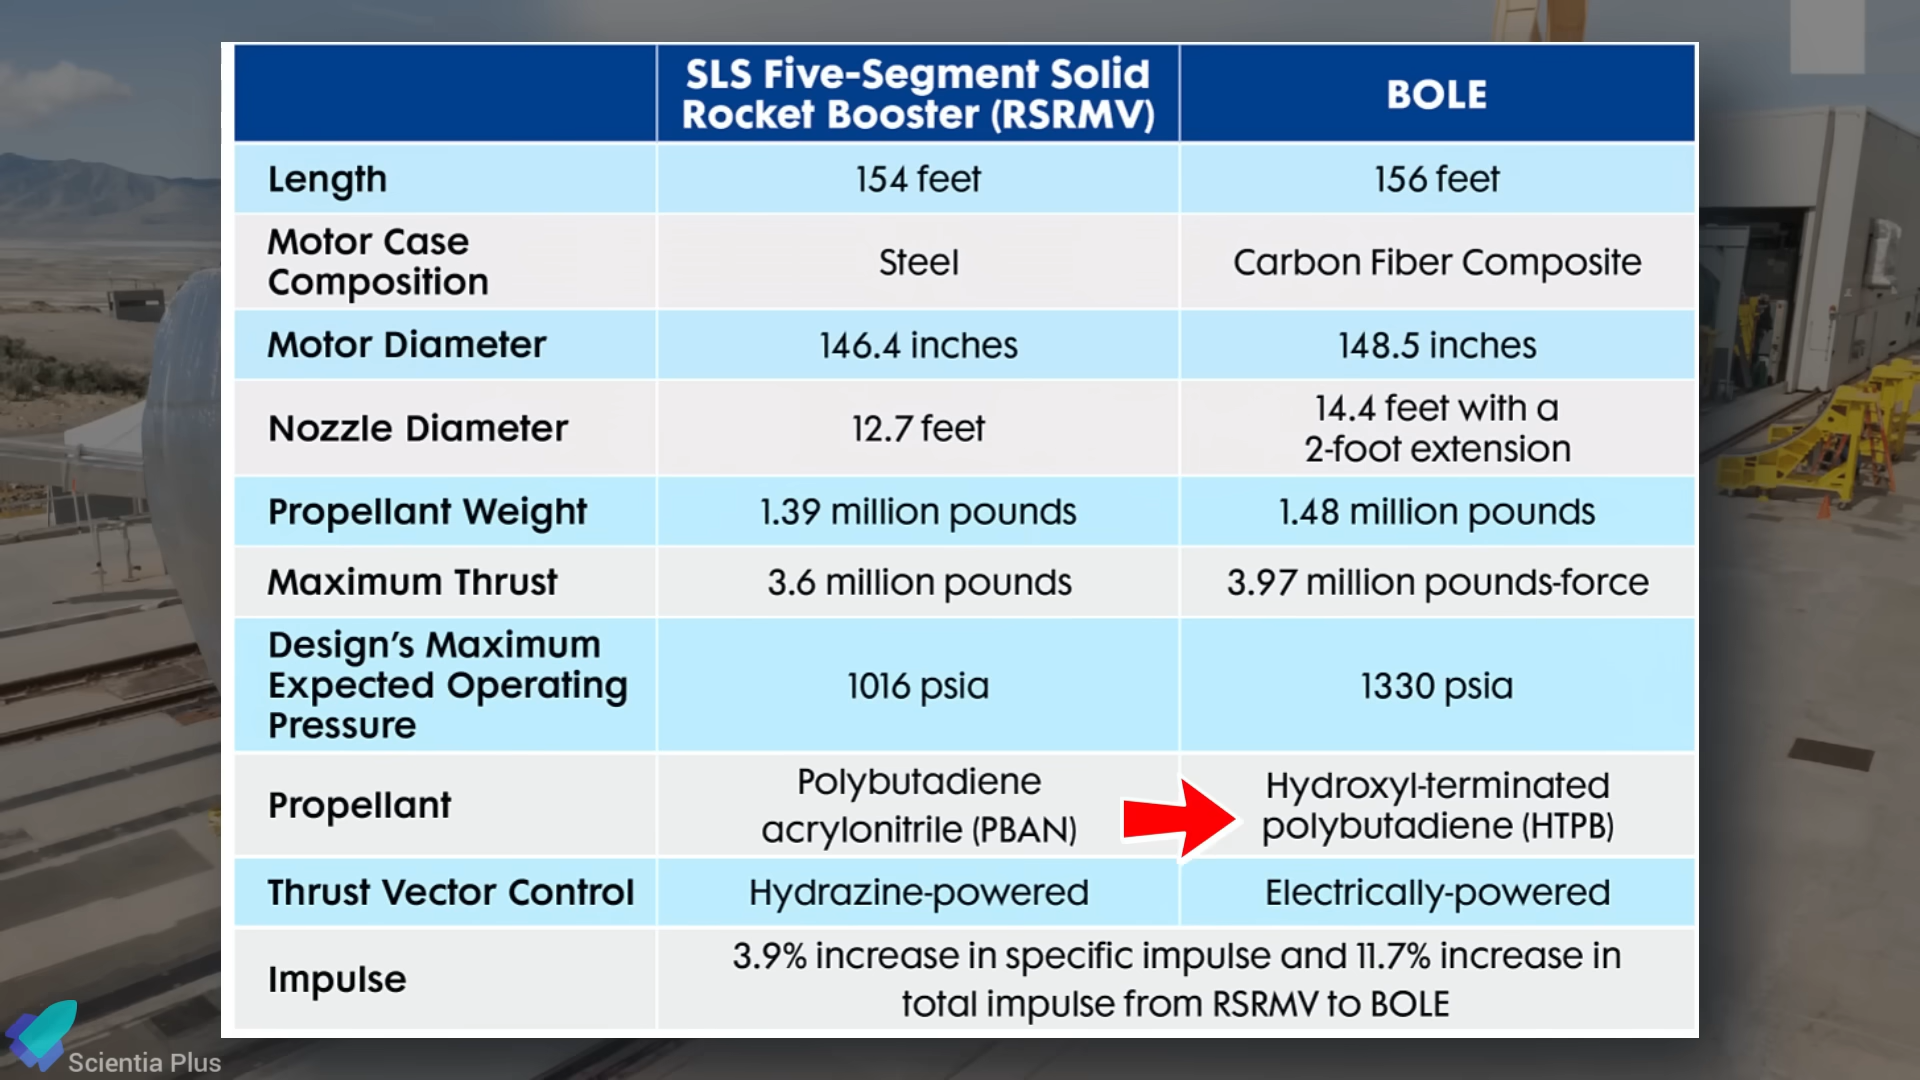 SLS Five-Segment Solid
Rocket Booster (RSRMV)
BOLE
Length
154 feet
156 feet
Motor Case
Composition
Steel
Carbon Fiber Composite
Motor Diameter
146.4 inches
148.5 inches
Nozzle Diameter
12.7 feet
14.4 feet with a
2-foot extension
Propellant Weight
1.39 million pounds
1.48 million pounds
Maximum Thrust
3.6 million pounds
3.97 million pounds-force
Design's Maximum
Expected Operating
Pressure
1016 psia
1330 psia
Propellant
Polybutadiene
acrylonitrile (PBAN)
Hydroxyl-terminated
polybutadiene (HTPB)
Thrust Vector Control
Hydrazine-powered
Electrically-powered
Impulse
3.9% increase in specific impulse and 11.7% increase in
total impulse from RSRMV to BOLE
Scientia Plus